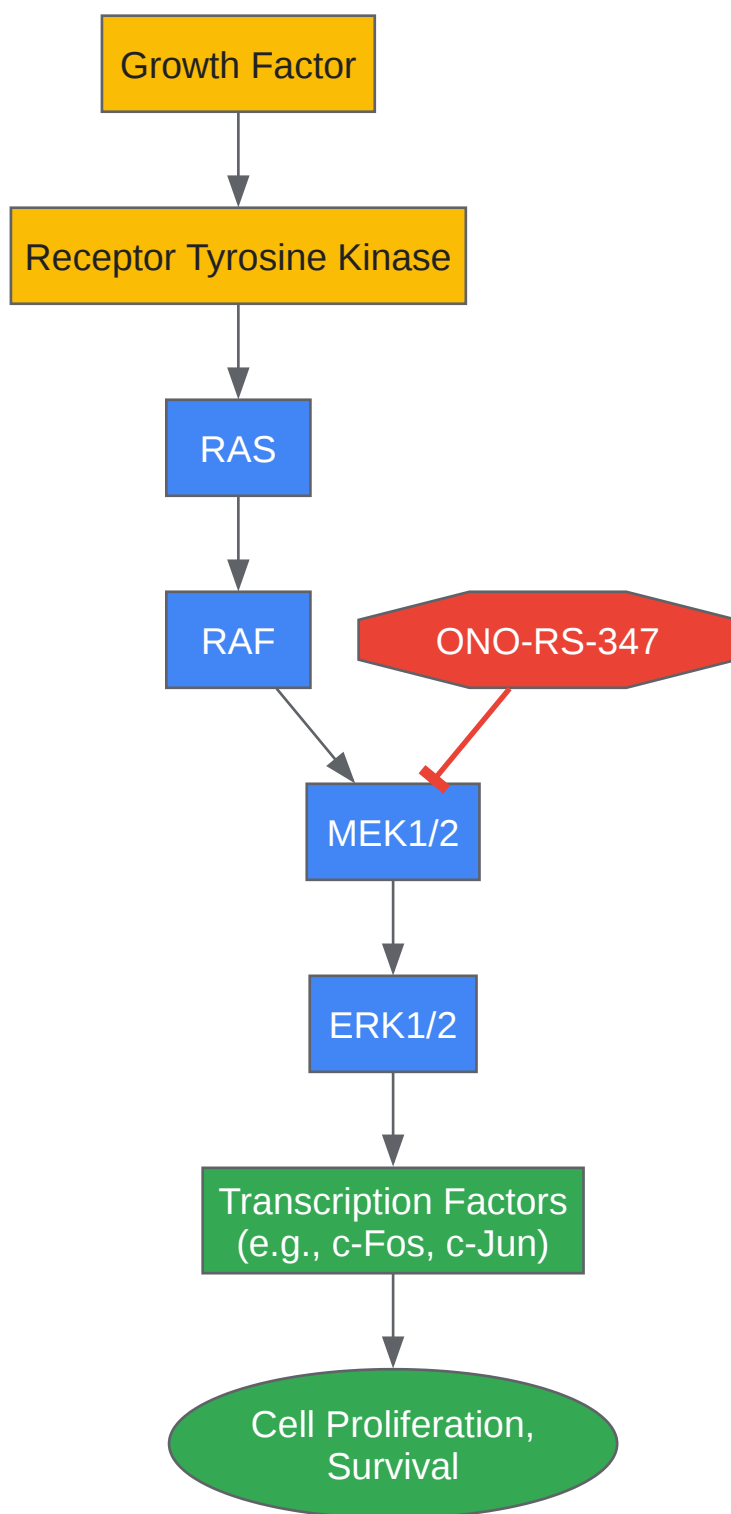 Growth Factor
Receptor Tyrosine Kinase
RAS
RAF
ONO-RS-347
MEK1/2
ERK1/2
Transcription Factors
(e.g., c-Fos, c-Jun)
Cell Proliferation,
Survival